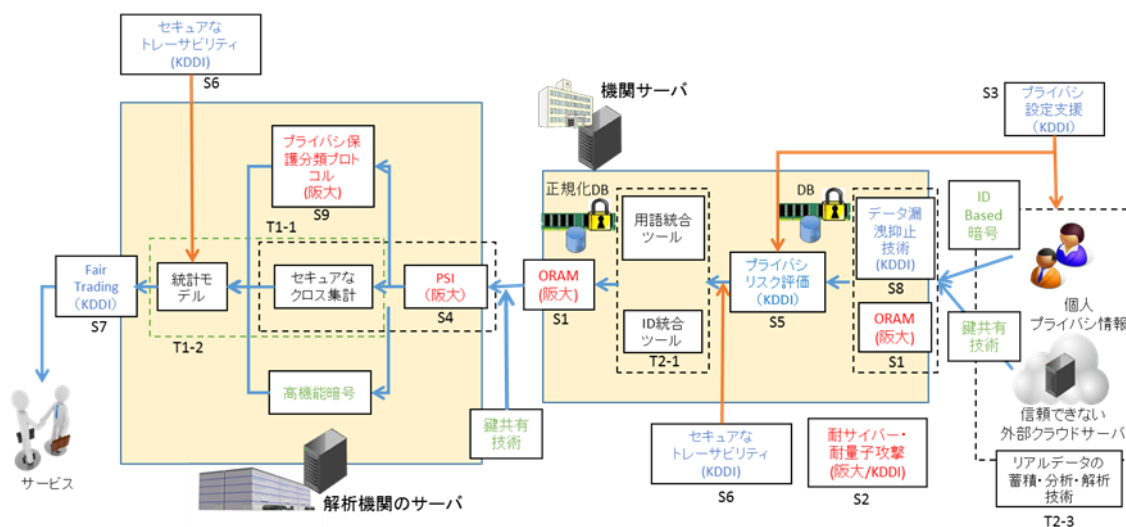 セキュアな
トレーサビリティ
(KDDI)
S6
機関サーバ
S3
プライバシ
設定支援
(KDDI)
プライバシ保
護分類プロト
コル
(阪大)
S9
T1-1
正規化DB
DB
用語統合
ツール
データ漏
洩抑止
技術
(KDDI)
S8
ID
Based
暗号
Fair
Trading
(KDDI)
S7
統計モ
デル
セキュアな
クロス集計
PSI
(阪大)
S4
ORAM
(阪大)
S1
プライバシ
リスク評価
(KDDI)
S5
個人
プライバシ情報
T1-2
ID統合
ツール
T2-1
ORAM
(阪大)
S1
鍵共有
技術
高機能暗号
鍵共有
技術
信頼できない
外部クラウドサーバ
セキュアな
トレーサビリティ
(KDDI)
S6
耐サイバー・
耐量子攻撃
(阪大/KDDI)
S2
リアルデータの
蓄積・分析・解析
技術
T2-3
サービス
解析機関のサーバ